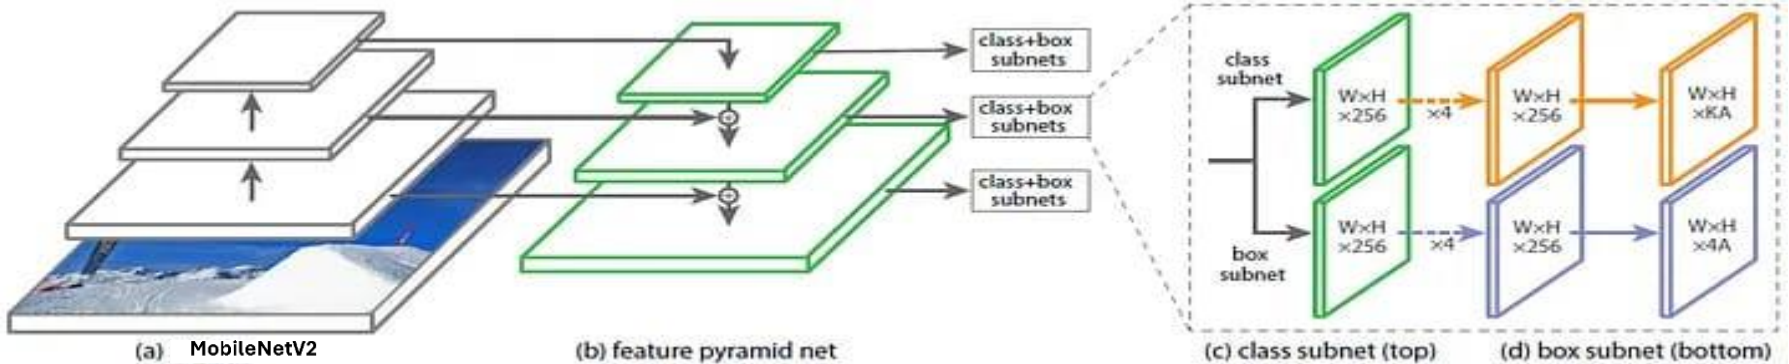 class+box
subnets
class+box
subnets
class+box
subnets
class
subnet
W×H
×256
×4
W×H
×256
W×H
×KA
box
subnet
W×H
×256
×4
W×H
×256
W×H
×4A
(a) MobileNetV2
(b) feature pyramid net
(c) class subnet (top)
(d) box subnet (bottom)